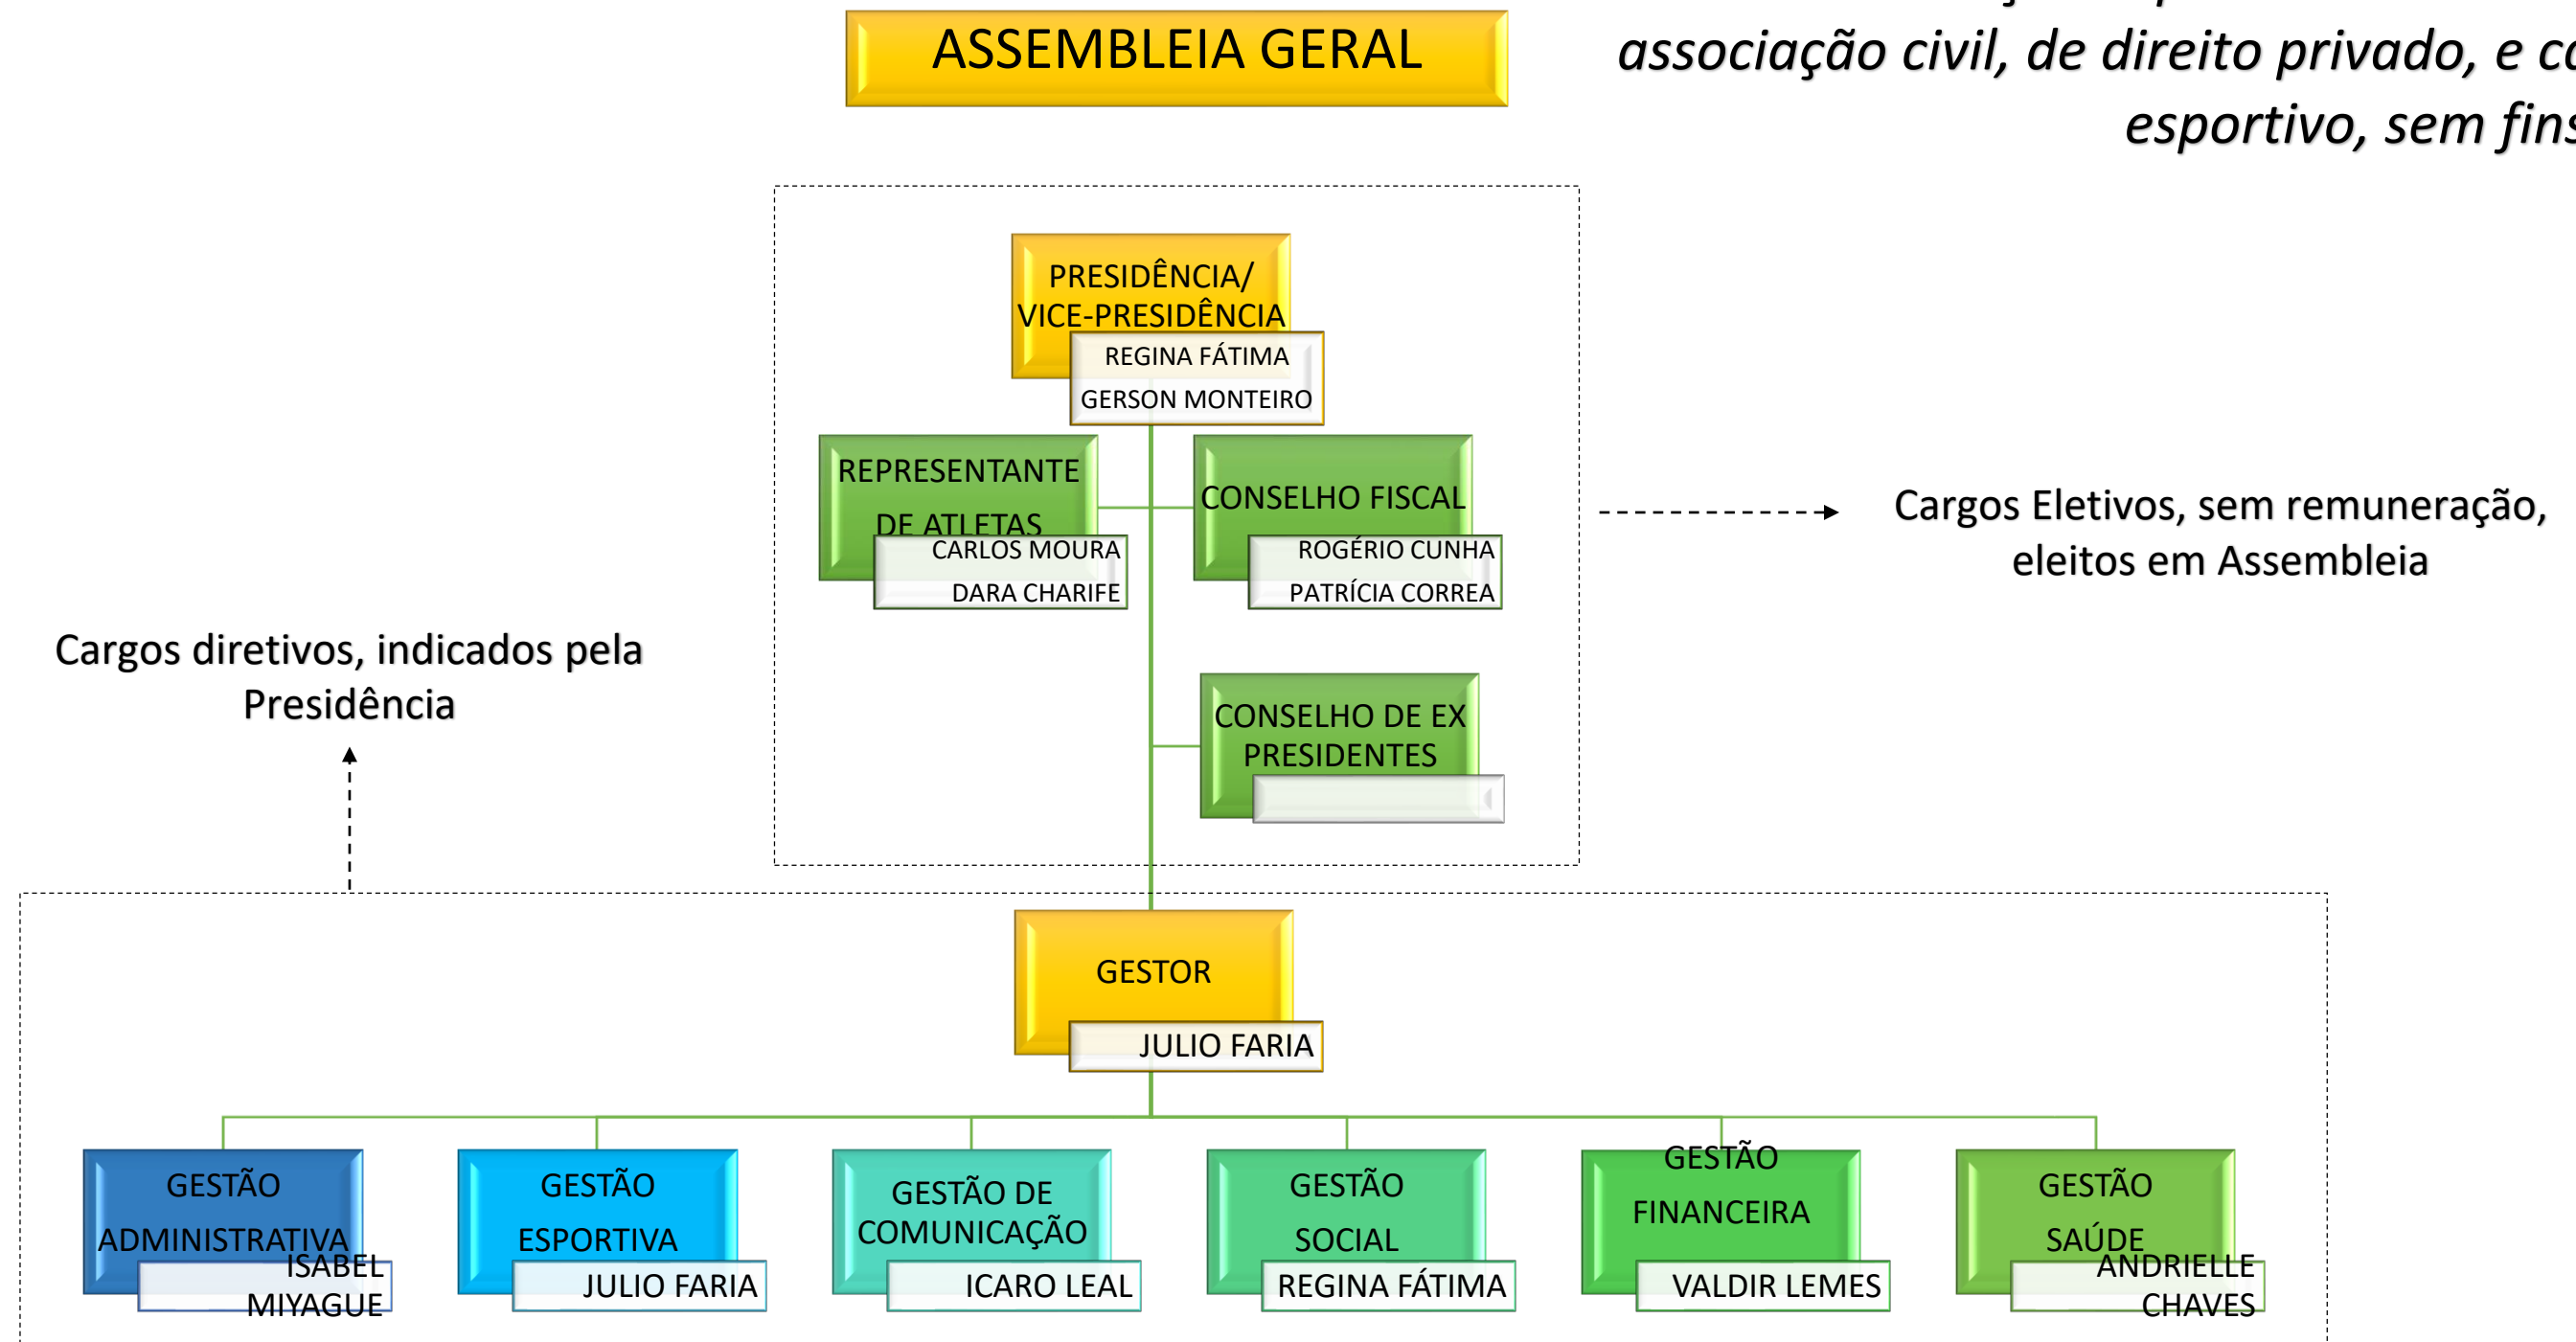 ASSEMBLEIA GERAL
associação civil, de direito privado, e
esportivo, sem fins
PRESIDÊNCIA/
VICE-PRESIDÊNCIA
REGINA FÁTIMA
GERSON MONTEIRO
REPRESENTANTE
DE ATLETAS
CARLOS MOURA
DARA CHARIFE
CONSELHO FISCAL
ROGÉRIO CUNHA
PATRÍCIA CORREA
Cargos Eletivos, sem remuneração,
eleitos em Assembleia
Cargos diretivos, indicados pela
Presidência
CONSELHO DE EX
PRESIDENTES
GESTOR
JULIO FARIA
GESTÃO
ADMINISTRATIVA
ISABEL
MIYAGUE
GESTÃO
ESPORTIVA
JULIO FARIA
GESTÃO DE
COMUNICAÇÃO
ICARO LEAL
GESTÃO
SOCIAL
REGINA FÁTIMA
GESTÃO
FINANCEIRA
VALDIR LEMES
GESTÃO
SAÚDE
ANDRIELLE
CHAVES